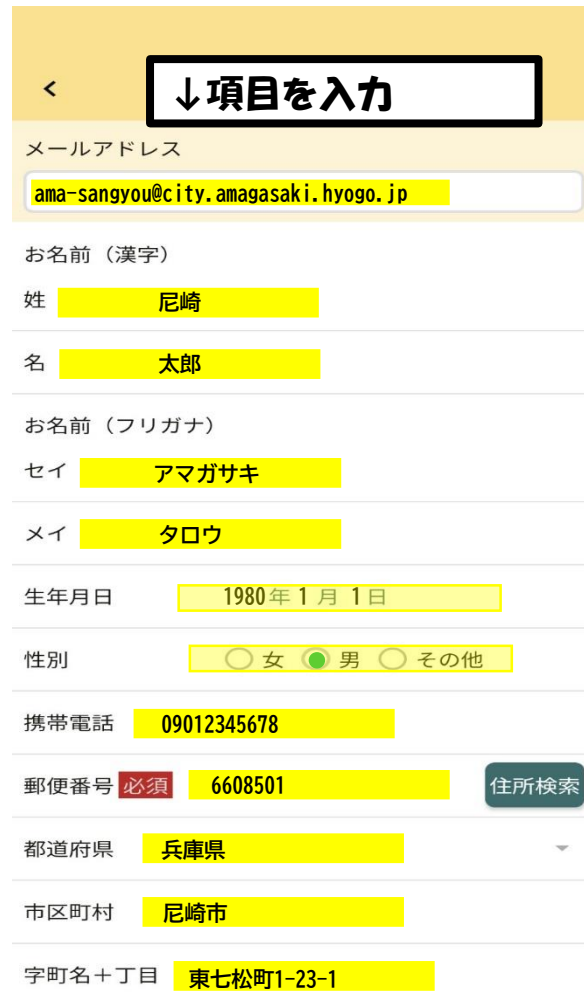 <
↓項目を入力
メールアドレス
ama-sangyou@city.amagasaki.hyogo.jp
お名前（漢字）
姓 尼崎
名 太郎
お名前（フリガナ）
セイ アマガサキ
メイ タロウ
生年月日 1980年 1 月 1 日
性別 女 男 その他
携帯電話 09012345678
郵便番号 必須 6608501 住所検索
都道府県 兵庫県
市区町村 尼崎市
字町名＋丁目 東七松町1-23-1